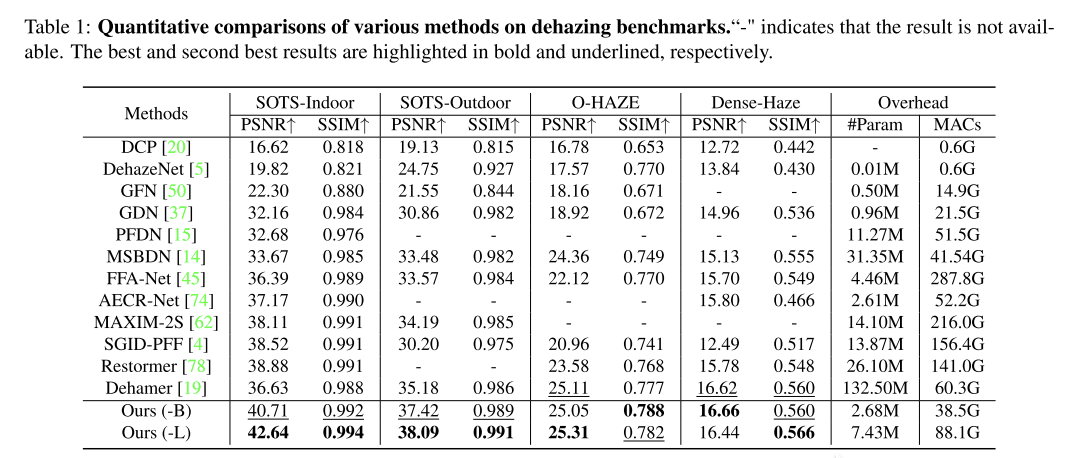 Table 1: Quantitative comparisons of various methods on dehazing benchmarks.“-" indicates that the result is not avail-
able. The best and second best results are highlighted in bold and underlined, respectively.
Methods SOTS-Indoor SOTS-Outdoor O-HAZE Dense-Haze Overhead
PSNR↑ SSIM↑ PSNR↑ SSIM↑ PSNR↑ SSIM↑ PSNR↑ SSIM↑ #Param MACs
DCP [20] 16.62 0.818 19.13 0.815 16.78 0.653 12.72 0.442 - 0.6G
DehazeNet [5] 19.82 0.821 24.75 0.927 17.57 0.770 13.84 0.430 0.01M 0.6G
GFN [50] 22.30 0.880 21.55 0.844 18.16 0.671 - - 0.50M 14.9G
GDN [37] 32.16 0.984 30.86 0.982 18.92 0.672 14.96 0.536 0.96M 21.5G
PFDN [15] 32.68 0.976 - - - - - - 11.27M 51.5G
MSBDN [14] 33.67 0.985 33.48 0.982 24.36 0.749 15.13 0.555 31.35M 41.54G
FFA-Net [45] 36.39 0.989 33.57 0.984 22.12 0.770 15.70 0.549 4.46M 287.8G
AECR-Net [74] 37.17 0.990 - - - - 15.80 0.466 2.61M 52.2G
MAXIM-2S [62] 38.11 0.991 34.19 0.985 - - - - 14.10M 216.0G
SGID-PFF [4] 38.52 0.991 30.20 0.975 20.96 0.741 12.49 0.517 13.87M 156.4G
Restormer [78] 38.88 0.991 - - 23.58 0.768 15.78 0.548 26.10M 141.0G
Dehamer [19] 36.63 0.988 35.18 0.986 25.11 0.777 16.62 0.560 132.50M 60.3G
Ours (-B) 40.71 0.992 37.42 0.989 25.05 0.788 16.66 0.560 2.68M 38.5G
Ours (-L) 42.64 0.994 38.09 0.991 25.31 0.782 16.44 0.566 7.43M 88.1G